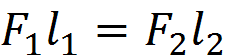 F₁l₁ = F₂l₂